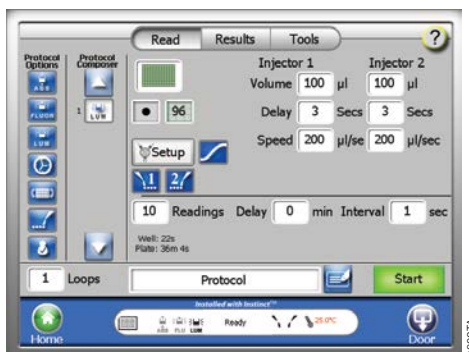 Read Results Tools ?
Protocol Options
Protocol Composer
Injector 1 Injector 2
Volume 100 µl 100 µl
Delay 3 Secs 3 Secs
Speed 200 µl/se 200 µl/sec
ABS
FLUOR
LUM
1 LUM
96
Setup
1 2
10 Readings Delay 0 min Interval 1 sec
Well: 22s
Plate: 36m 4s
1 Loops Protocol Start
Installed with Instinct™
Home ABS FLU LUM Ready 25.0°C Door